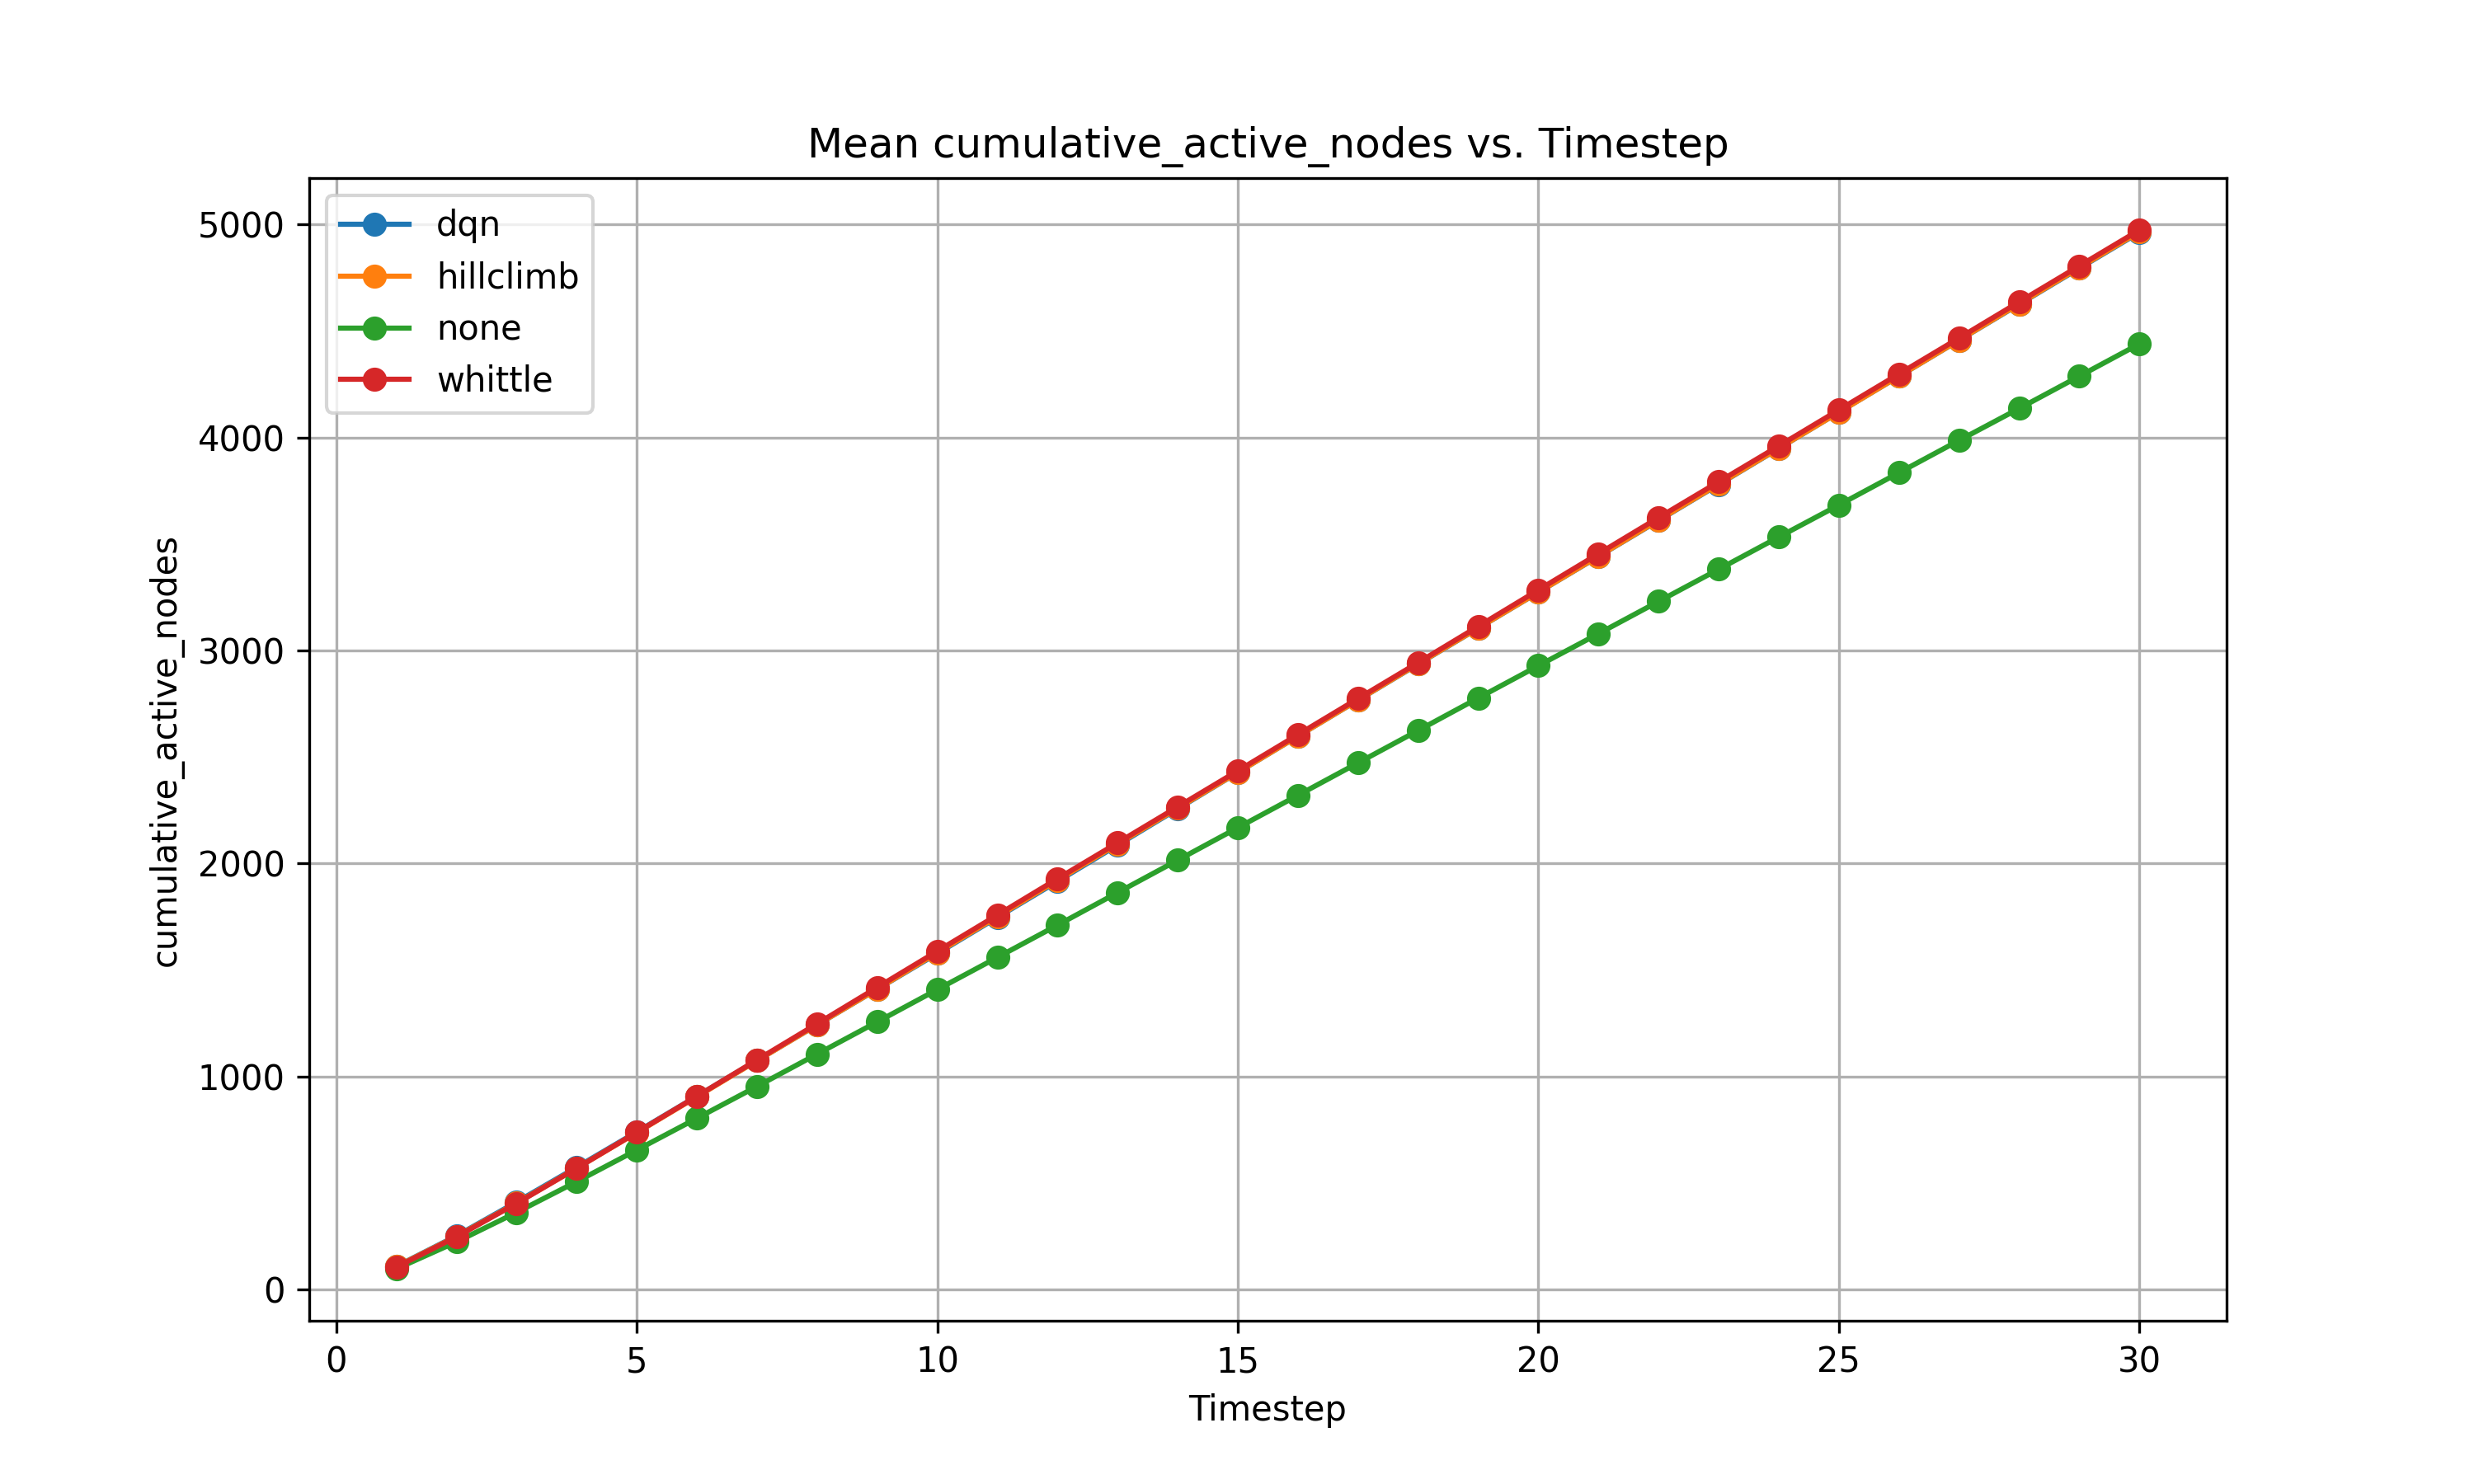 Mean cumulative_active_nodes vs. Timestep
dqn
hillclimb
none
whittle
cumulative_active_nodes
5000
4000
3000
2000
1000
0
0 5 10 15 20 25 30
Timestep